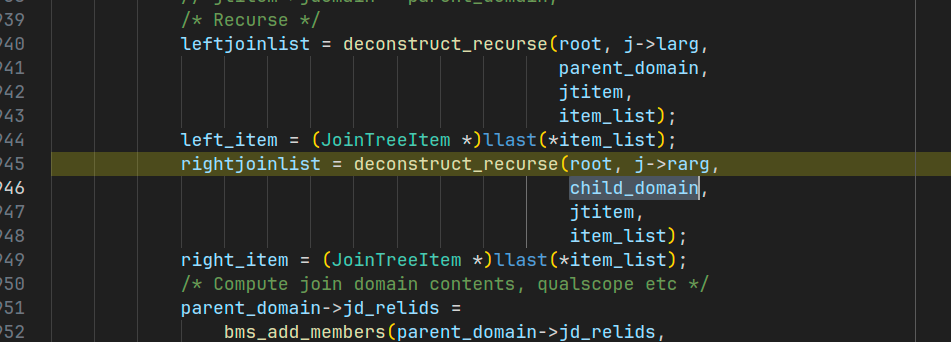 // jtitem->jdomain = parent_domain;
939 /* Recurse */
940 leftjoinlist = deconstruct_recurse(root, j->larg,
941 parent_domain,
942 jtitem,
943 item_list);
944 left_item = (JoinTreeItem *)llast(*item_list);
945 rightjoinlist = deconstruct_recurse(root, j->rarg,
946 child_domain,
947 jtitem,
948 item_list);
949 right_item = (JoinTreeItem *)llast(*item_list);
950 /* Compute join domain contents, qualscope etc */
951 parent_domain->jd_relids =
952 bms_add_members(parent_domain->jd_relids,